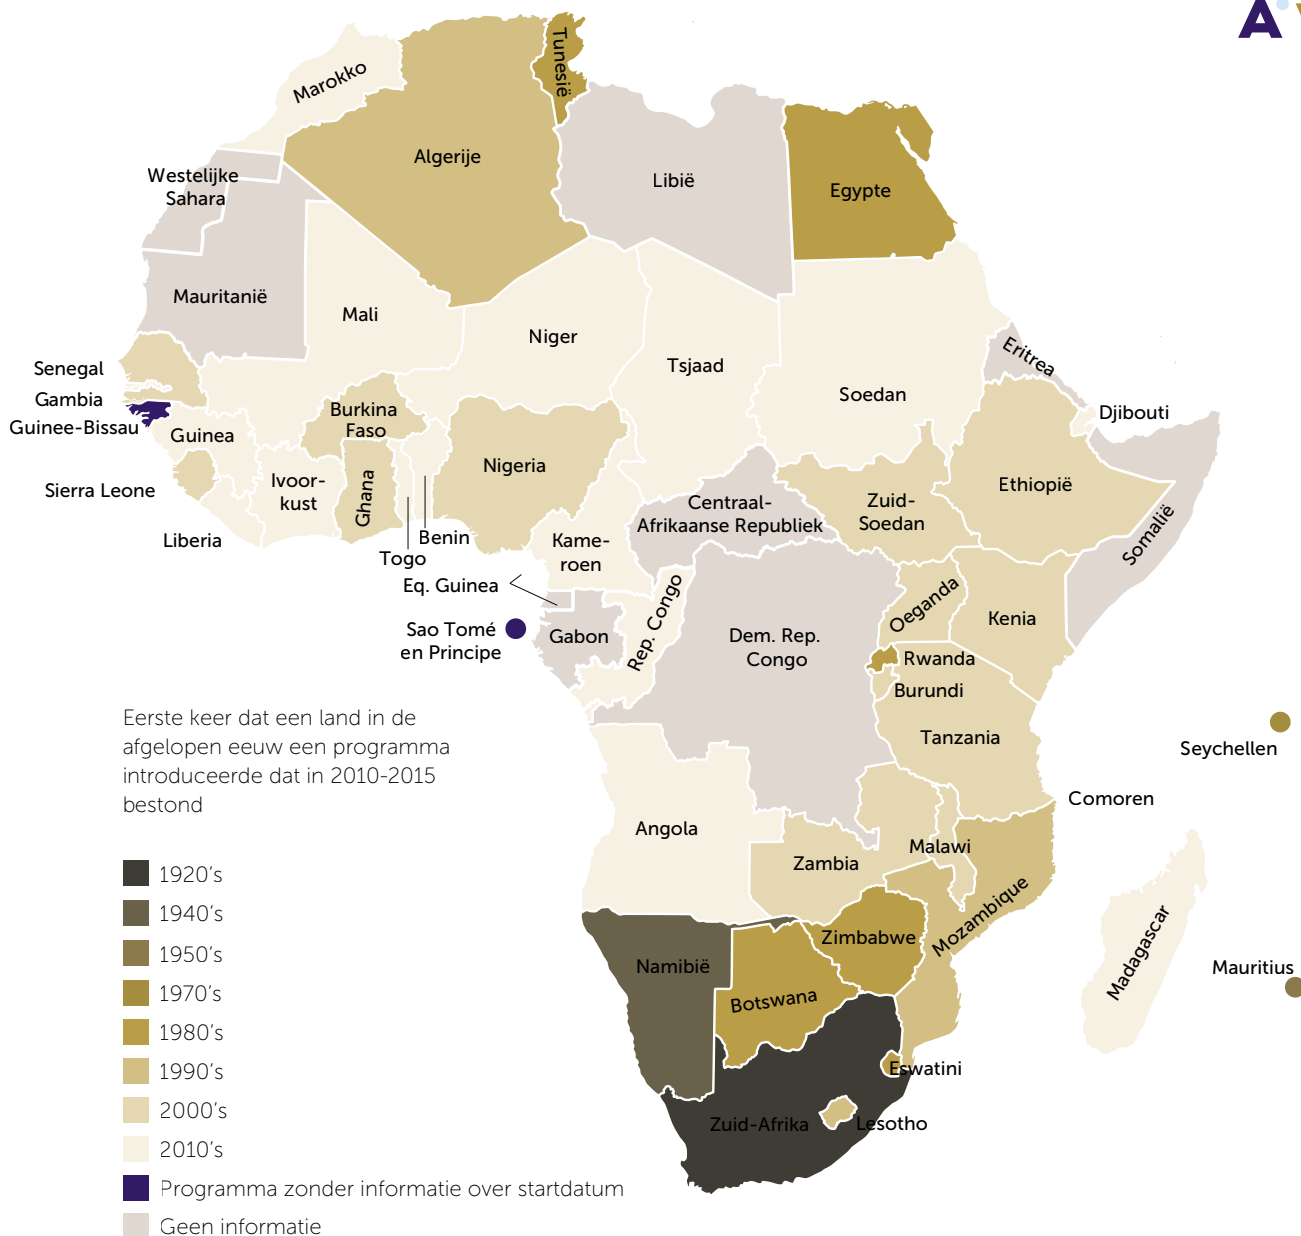 A
Tunesië
Marokko
Algerije
Westelijke
Sahara
Libië
Egypte
Mauritanië
Mali
Niger
Tsjaad
Soedan
Eritrea
Senegal
Gambia
Guinee-Bissau
Guinea
Burkina
Faso
Djibouti
Nigeria
Ivoor-
kust
Ghana
Sierra Leone
Liberia
Togo
Benin
Centraal-
Afrikaanse Republiek
Zuid-
Soedan
Ethiopië
Somalië
Kame-
roen
Eq. Guinea
Sao Tomé
en Principe
Gabon
Rep. Congo
Dem. Rep.
Congo
Oeganda
Kenia
Rwanda
Burundi
Tanzania
Seychellen
Comoren
Angola
Zambia
Malawi
Mozambique
Madagascar
Mauritius
Namibië
Zimbabwe
Botswana
Eswatini
Zuid-Afrika
Lesotho
Eerste keer dat een land in de
afgelopen eeuw een programma
introduceerde dat in 2010-2015
bestond
1920's
1940's
1950's
1970's
1980's
1990's
2000's
2010's
Programma zonder informatie over startdatum
Geen informatie